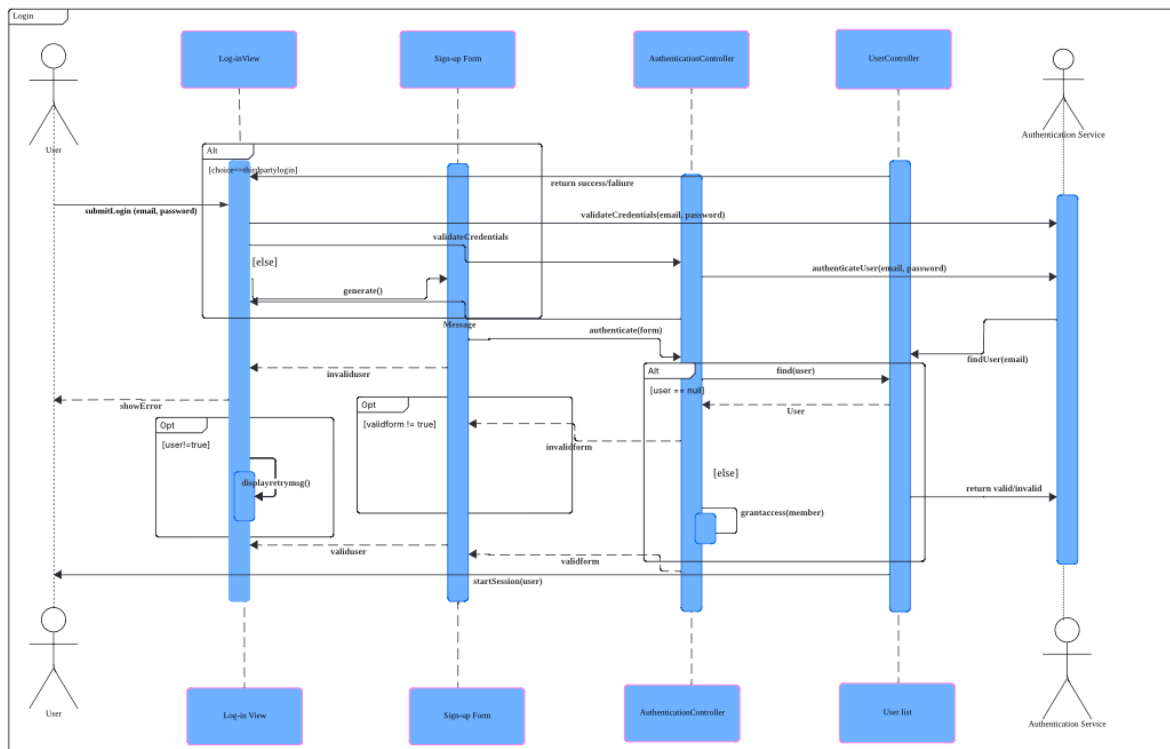 Login
Log-inView
Sign-up Form
AuthenticationController
UserController
User
Authentication Service
Alt
[choice==thirdpartylogin]
return success/faliure
submitLogin (email, password)
validateCredentials(email, password)
validateCredentials
[else]
authenticateUser(email, password)
generate()
Message
authenticate(form)
findUser(email)
Alt
invaliduser
find(user)
[user == null]
showError
Opt
User
Opt
[validform != true]
[user!=true]
invalidform
[else]
displayretrymsg()
return valid/invalid
grantaccess(member)
validuser
validform
startSession(user)
User
Log-in View
Sign-up Form
AuthenticationController
User list
Authentication Service